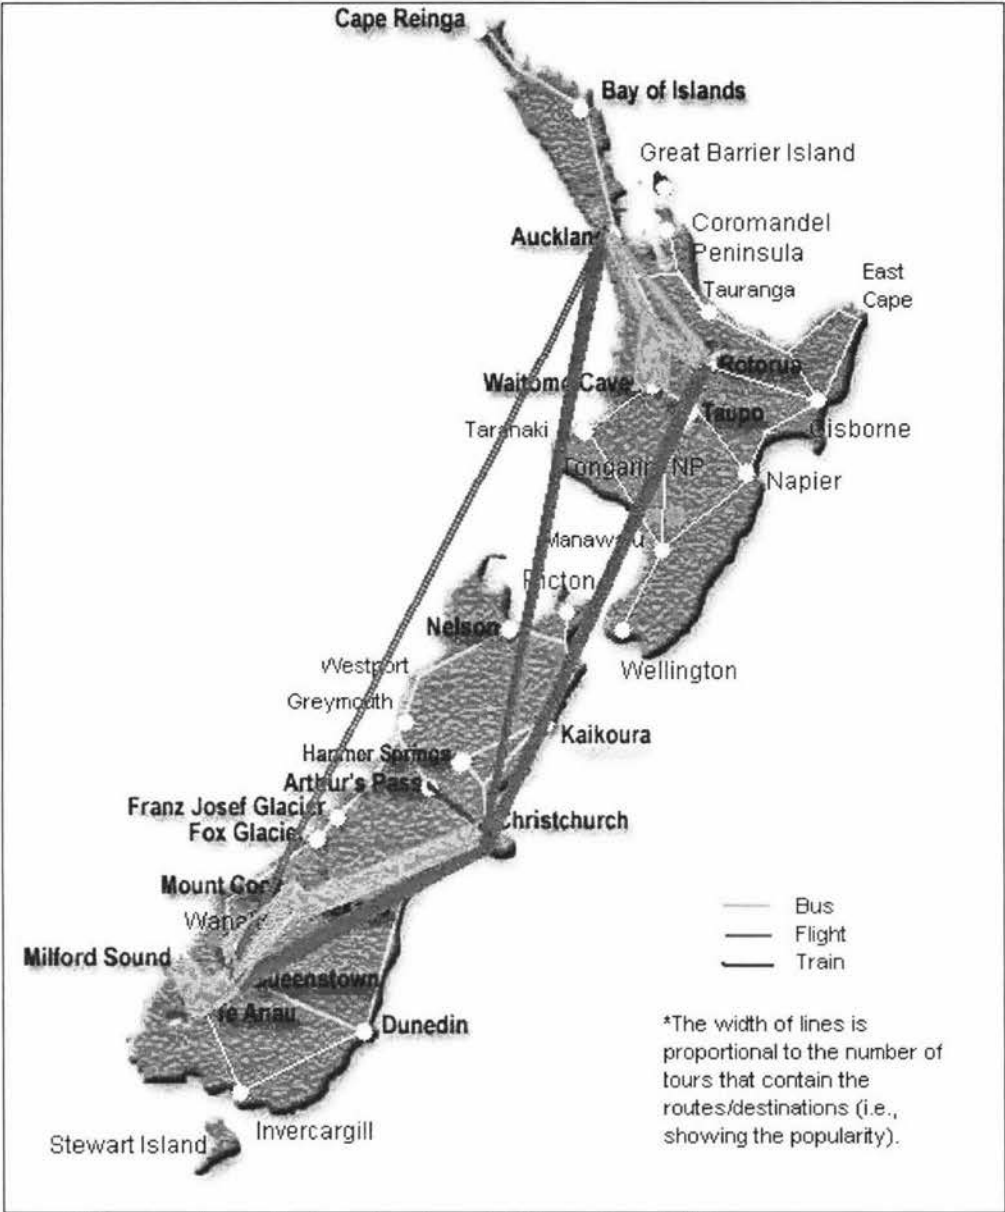 Cape Reinga
Bay of Islands
Great Barrier Island
Coromandel
Peninsula
East
Cape
Aucklan
Tauranga
Rotorua
Waitomo Cave
Taupo
Taranaki
Gisborne
NP
Napier
Manawatu
Picton
Nelson
Wellington
Westport
Greymouth
Kaikoura
Hanmer Springs
Arthur's Pass
Franz Josef Glacier
Christchurch
Fox Glacier
Mount Cook
Bus
Wanaka
Flight
Milford Sound
Train
Queenstown
Te Anau
Dunedin
*The width of lines is
proportional to the number of
tours that contain the
routes/destinations (i.e.,
showing the popularity).
Invercargill
Stewart Island